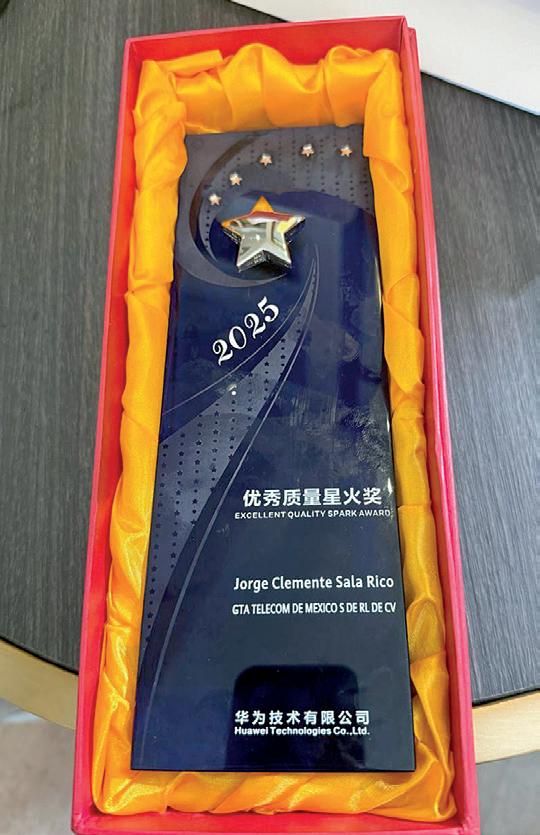 2025
优秀质量星火奖
EXCELLENT QUALITY SPARK AWARD
Jorge Clemente Sala Rico
GTA TELECOM DE MEXICO S DE RL DE CV
华为技术有限公司
Huawei Technologies Co.,Ltd.